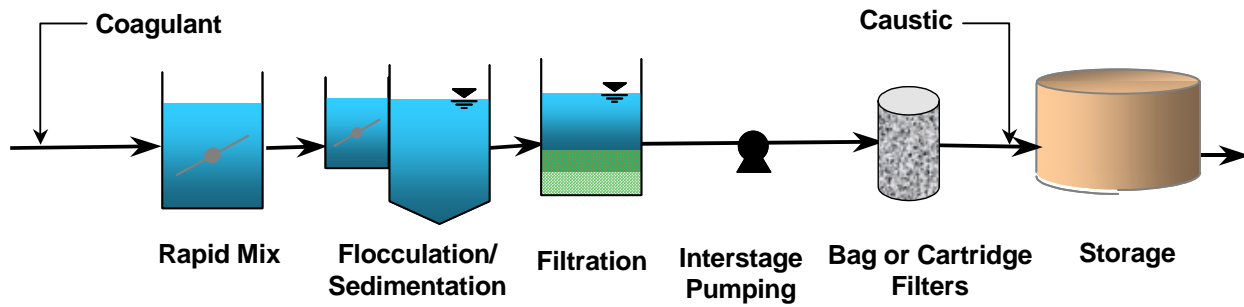 Coagulant
Caustic
Rapid Mix
Flocculation/
Sedimentation
Filtration
Interstage
Pumping
Bag or Cartridge
Filters
Storage